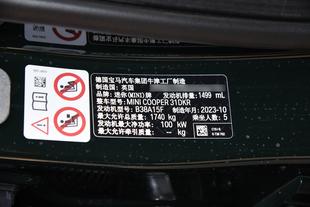 德国宝马汽车集团牛津工厂制造
制造国: 英国
品牌: 迷你(MINI)牌 发动机排量: 1499 mL
整车型号: MINI COOPER 31DKR
发动机型号: B38A15F 制造年月: 2023-10
最大允许总质量: 1740 kg 乘坐人数: 5
发动机最大净功率: 100 kW
最大允许牵引质量: - kg